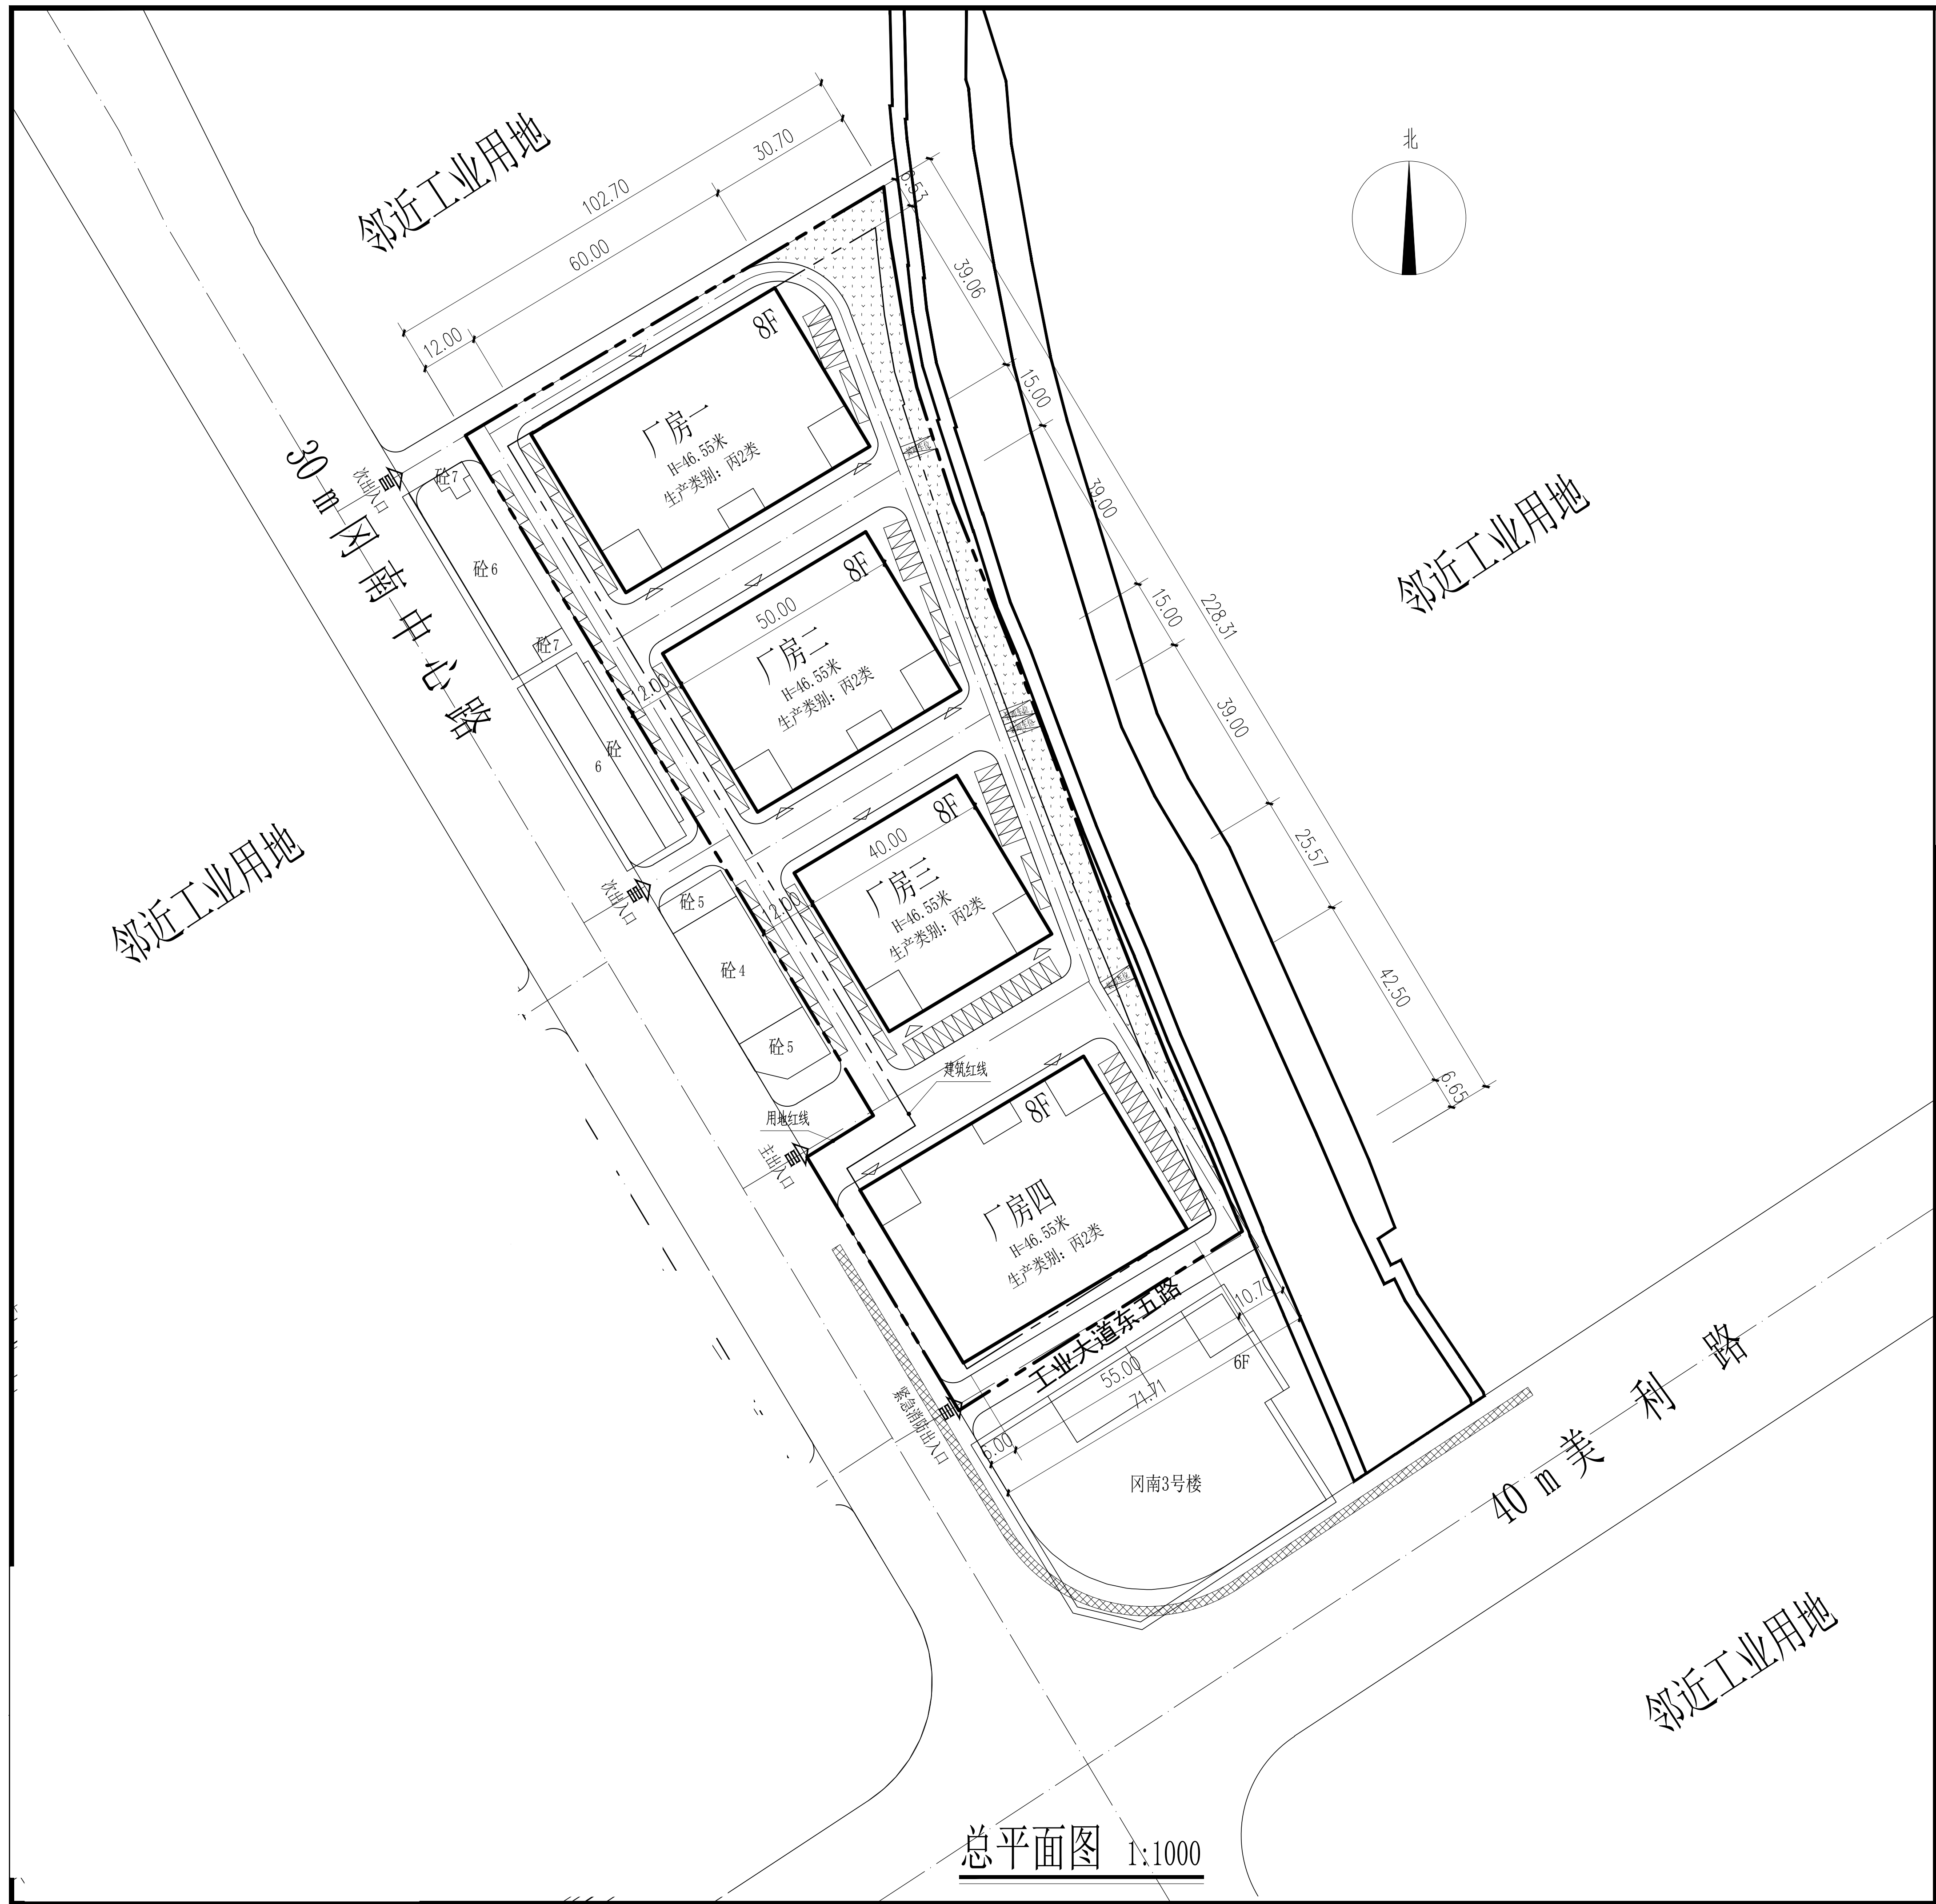 北
邻近工业用地
102.70
30.70
60.00
12.00
6.53
39.06
15.00
39.00
15.00
228.31
39.00
25.57
42.50
6.65
厂房一
8F
H=46.55米
生产类别：丙2类
次出入口
砼7
砼6
砼7
砼
6
30m冈南中心路
厂房二
8F
50.00
12.00
H=46.55米
生产类别：丙2类
邻近工业用地
厂房三
8F
40.00
12.00
H=46.55米
生产类别：丙2类
邻近工业用地
次出入口
砼5
砼4
砼5
建筑红线
用地红线
主出入口
厂房四
8F
H=46.55米
生产类别：丙2类
工业大道东五路
10.70
55.00
71.71
5.00
6F
紧急消防出入口
冈南3号楼
40m美利路
邻近工业用地
总平面图 1:1000